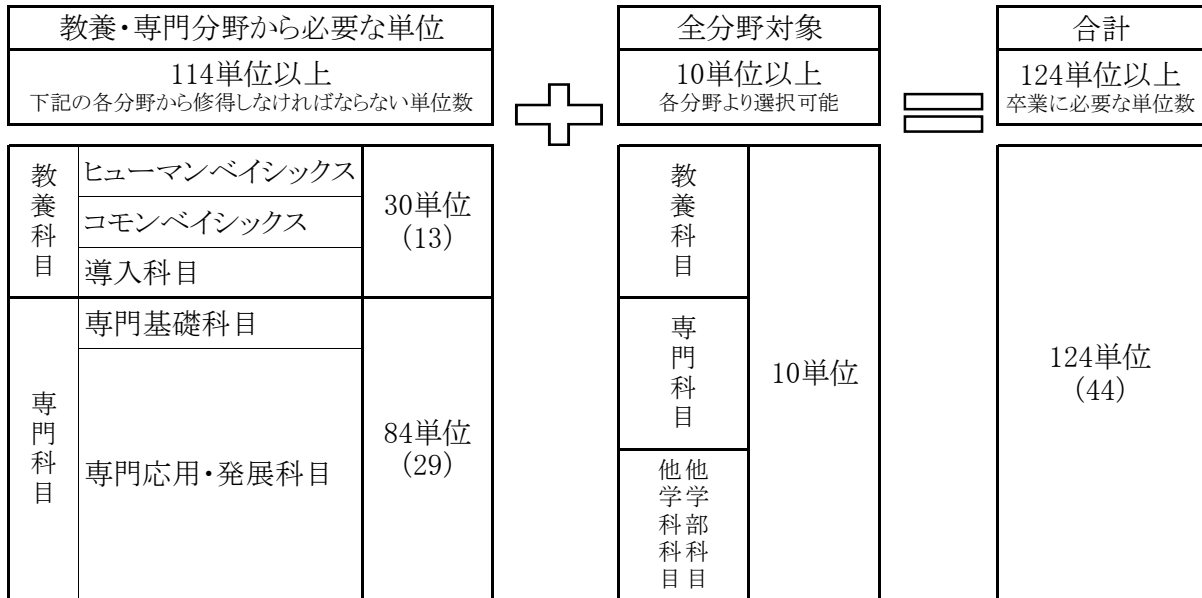 教養・専門分野から必要な単位
114単位以上
下記の各分野から修得しなければならない単位数
全分野対象
10単位以上
各分野より選択可能
合計
124単位以上
卒業に必要な単位数
教養科目
ヒューマンベイシックス
コモンベイシックス
導入科目
30単位
(13)
専門科目
専門基礎科目
専門応用・発展科目
84単位
(29)
教養科目
専門科目
他学部科目
他学科科目
10単位
124単位
(44)